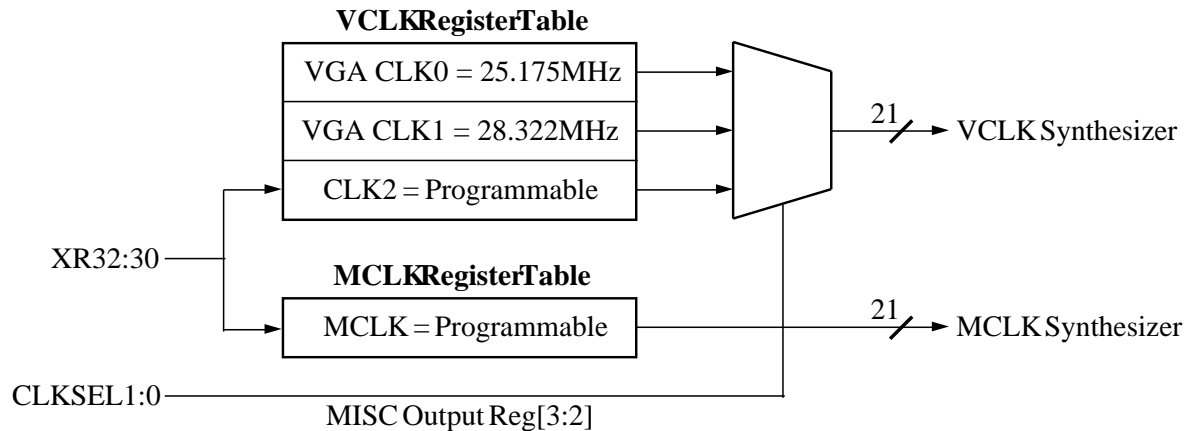 VCLKRegisterTable
VGA CLK0 = 25.175MHz
VGA CLK1 = 28.322MHz
21
VCLK Synthesizer
CLK2 = Programmable
XR32:30
MCLKRegisterTable
MCLK = Programmable
21
MCLK Synthesizer
CLKSEL1:0
MISC Output Reg[3:2]